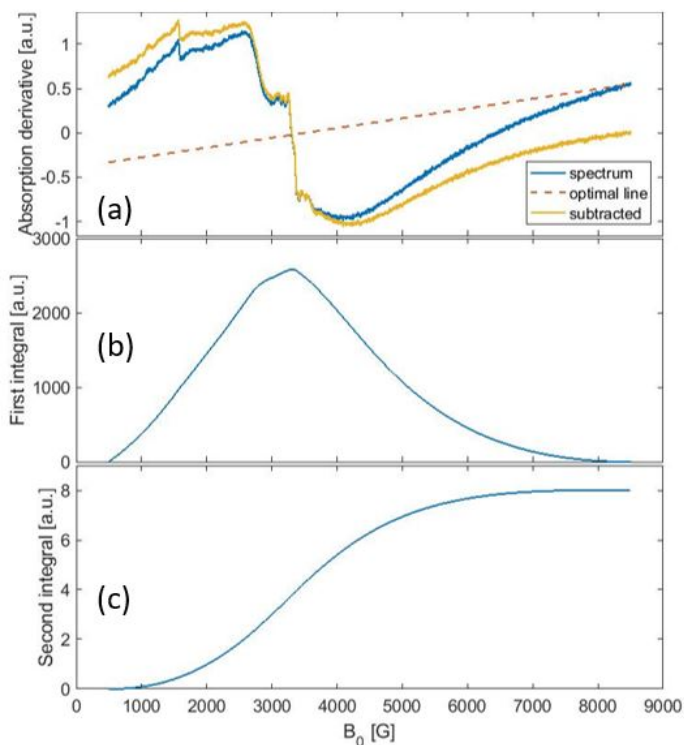 Absorption derivative [a.u.]
1
0.5
0
-0.5
-1
(a)
spectrum
optimal line
subtracted
First integral [a.u.]
3000
2000
1000
0
(b)
Second integral [a.u.]
8
6
4
2
0
(c)
0 1000 2000 3000 4000 5000 6000 7000 8000 9000
B₀ [G]